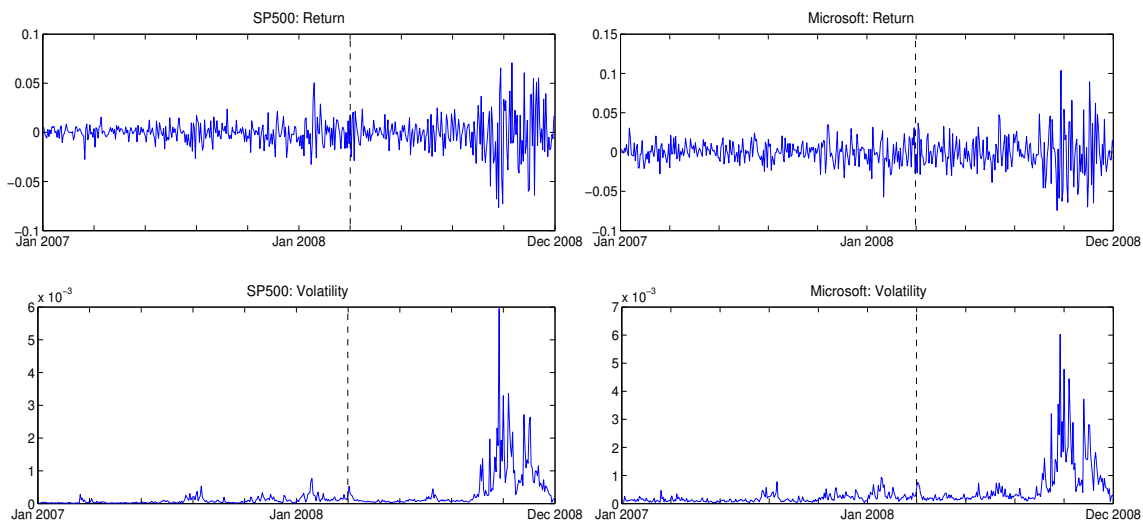 SP500: Return
0.1
0.05
0
−0.05
−0.1
Jan 2007 Jan 2008 Dec 2008
Microsoft: Return
0.15
0.1
0.05
0
−0.05
−0.1
Jan 2007 Jan 2008 Dec 2008
SP500: Volatility
x 10−3
6
5
4
3
2
1
0
Jan 2007 Jan 2008 Dec 2008
Microsoft: Volatility
x 10−3
7
6
5
4
3
2
1
0
Jan 2007 Jan 2008 Dec 2008